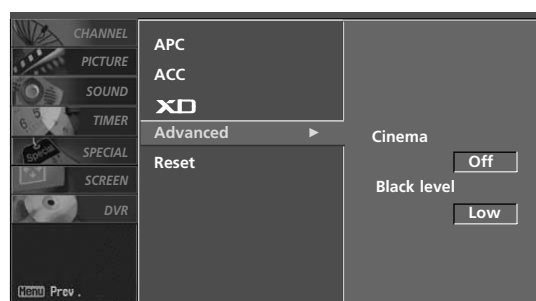 CHANNEL
PICTURE
SOUND
TIMER
SPECIAL
SCREEN
DVR
Menu Prev.
APC
ACC
XD
Advanced ►
Reset
Cinema
Off
Black level
Low